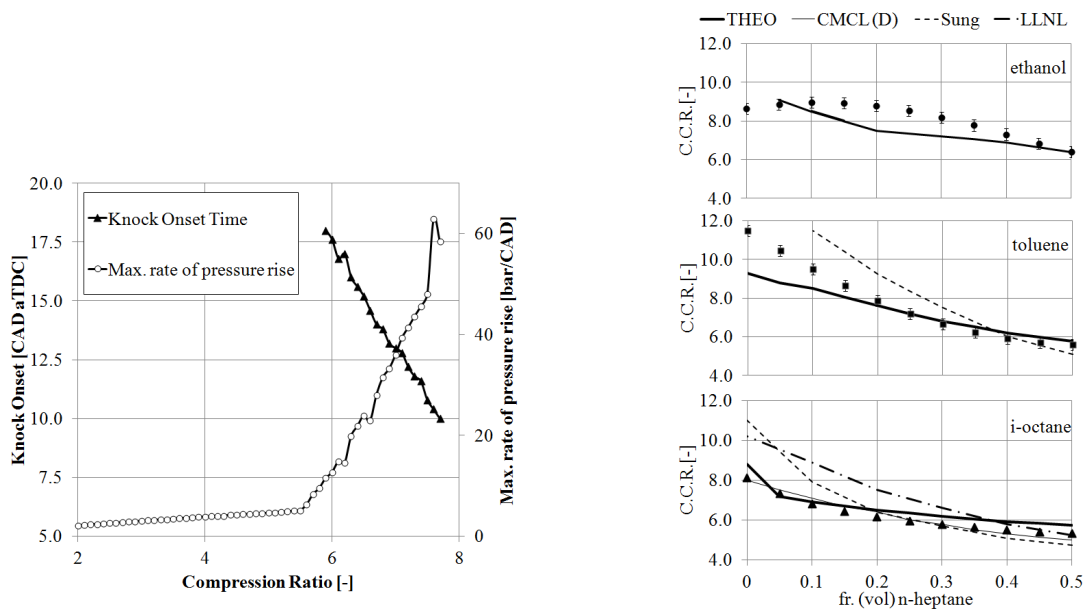 20.0
17.5
15.0
12.5
10.0
7.5
5.0
Knock Onset [CAD aTDC]
Knock Onset Time
Max. rate of pressure rise
60
40
20
0
Max. rate of pressure rise [bar/CAD]
2 4 6 8
Compression Ratio [-]
THEO CMCL (D) Sung LLNL
12.0
10.0
8.0
6.0
4.0
C.C.R. [-]
ethanol
12.0
10.0
8.0
6.0
4.0
C.C.R. [-]
toluene
12.0
10.0
8.0
6.0
4.0
C.C.R. [-]
i-octane
0 0.1 0.2 0.3 0.4 0.5
fr. (vol) n-heptane